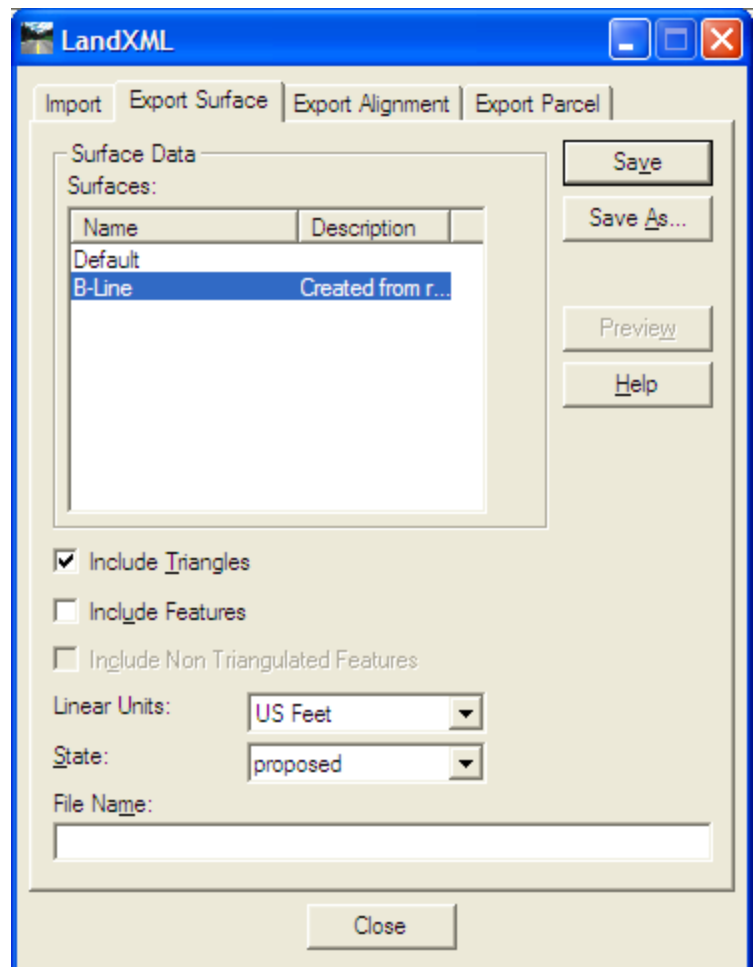 LandXML
Import Export Surface Export Alignment Export Parcel
Surface Data
Surfaces:
Name Description
Default
B-Line Created from r...
Save
Save As...
Preview
Help
Include Triangles
Include Features
Include Non Triangulated Features
Linear Units: US Feet
State: proposed
File Name:
Close